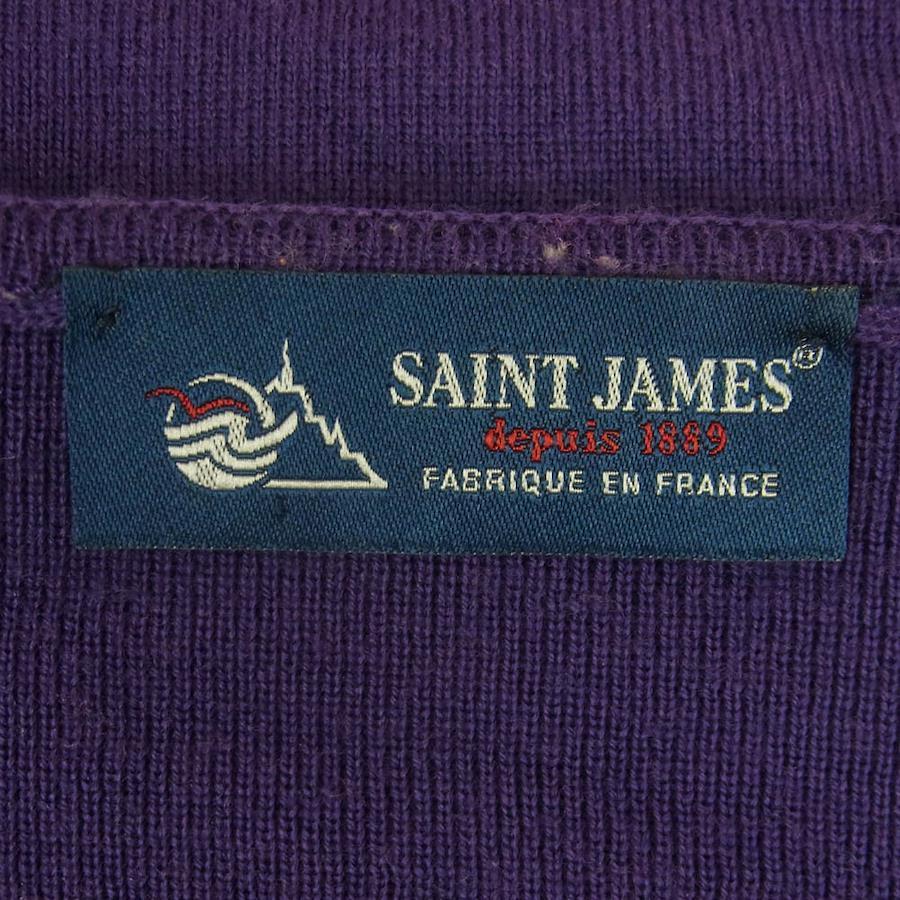 SAINT JAMES®
depuis 1889
FABRIQUE EN FRANCE